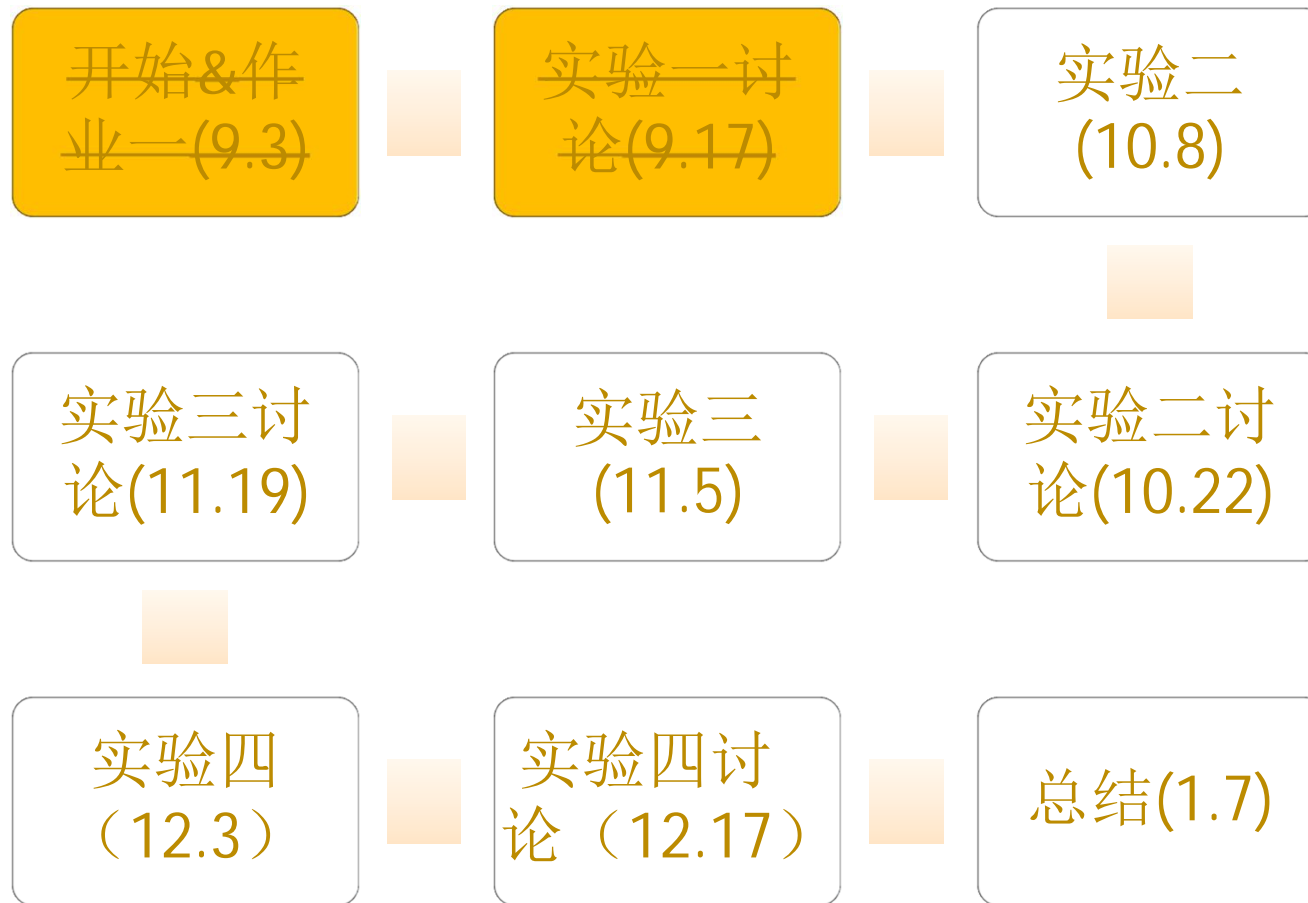 开始&作
业一(9.3)
实验一讨
论(9.17)
实验二
(10.8)
实验二讨
论(10.22)
实验三
(11.5)
实验三讨
论(11.19)
实验四
（12.3）
实验四讨
论（12.17）
总结(1.7)